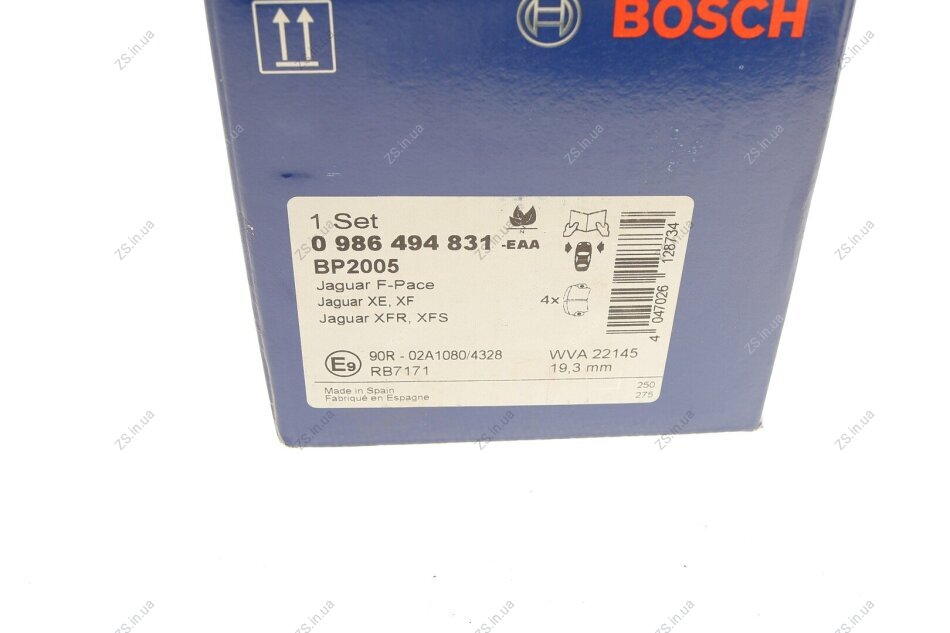 BOSCH
1 Set
0 986 494 831 -EAA
BP2005
Jaguar F-Pace
Jaguar XE, XF
Jaguar XFR, XFS
4x
4 047026 128734
E9
90R - 02A1080/4328
RB7171
WVA 22145
19,3 mm
Made in Spain
Fabriqué en Espagne
250
275
ZS.in.ua